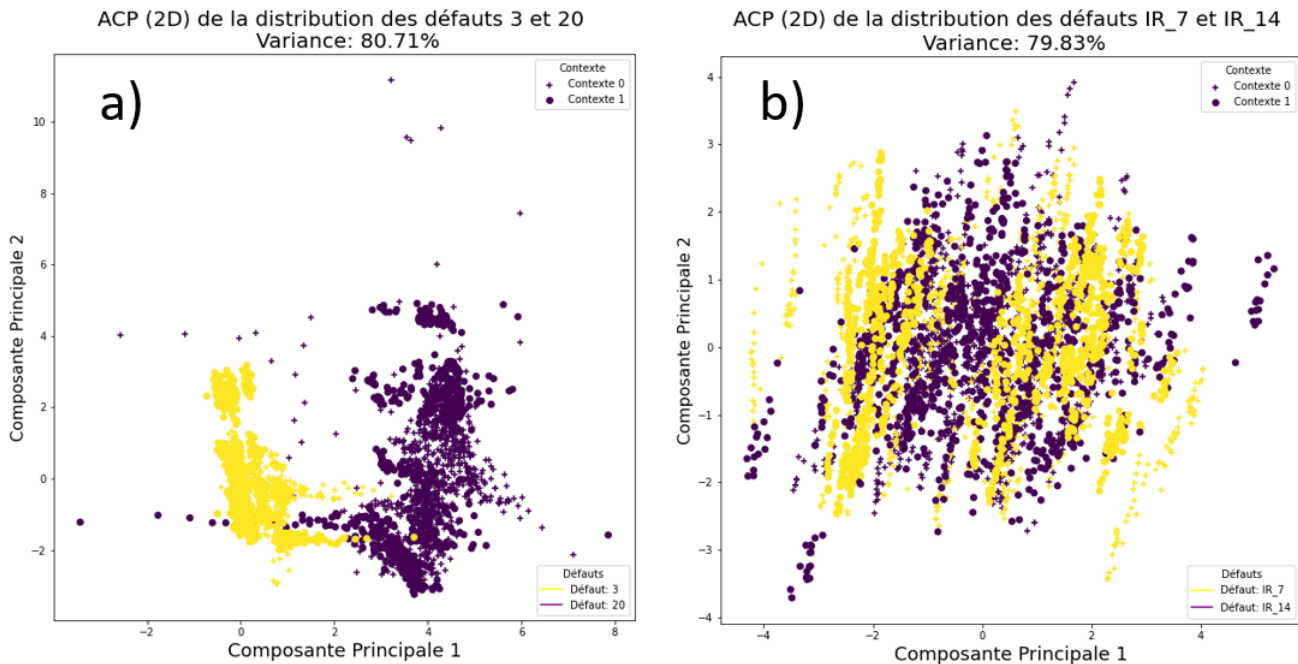 ACP (2D) de la distribution des défauts 3 et 20
Variance: 80.71%
a)
Contexte
Contexte 0
Contexte 1
10
8
6
4
2
0
−2
Composante Principale 2
Défauts
Défaut: 3
Défaut: 20
−2 0 2 4 6 8
Composante Principale 1
ACP (2D) de la distribution des défauts IR_7 et IR_14
Variance: 79.83%
b)
Contexte
Contexte 0
Contexte 1
4
3
2
1
0
−1
−2
−3
−4
Composante Principale 2
Défauts
Défaut: IR_7
Défaut: IR_14
−4 −2 0 2 4
Composante Principale 1